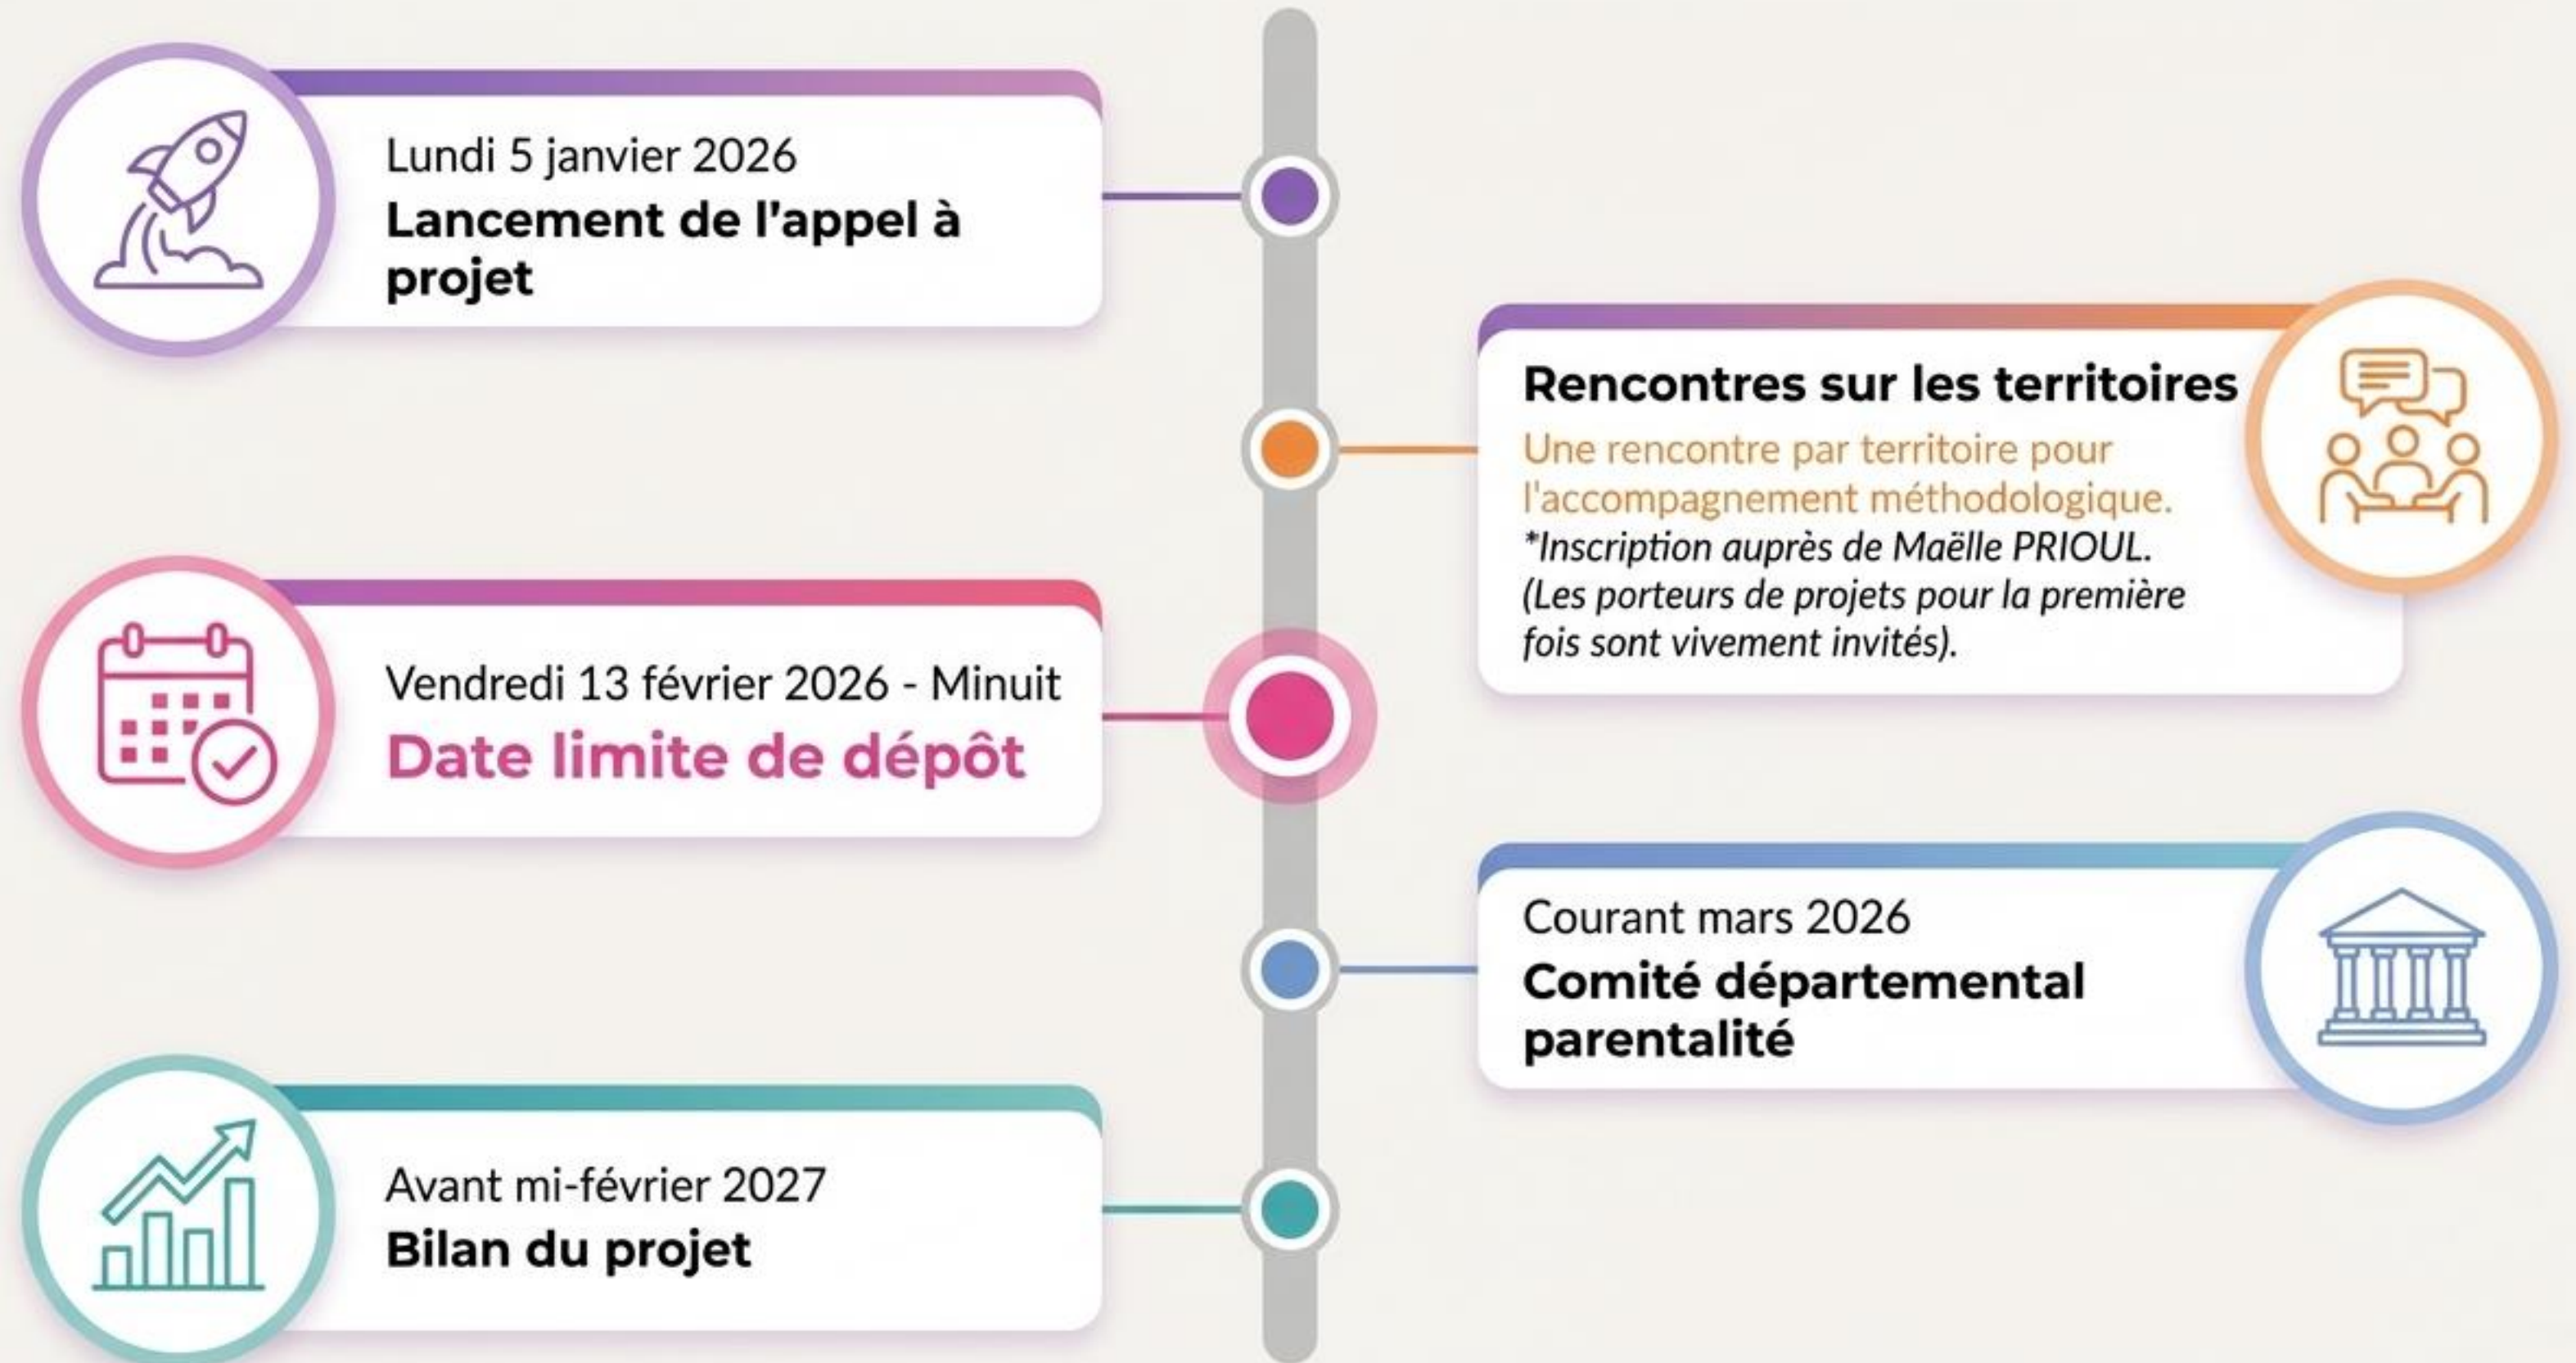 Lundi 5 janvier 2026
Lancement de l'appel à
projet
Rencontres sur les territoires
Une rencontre par territoire pour
l'accompagnement méthodologique.
*Inscription auprès de Maëlle PRIOUL.
(Les porteurs de projets pour la première
fois sont vivement invités).
Vendredi 13 février 2026 - Minuit
Date limite de dépôt
Courant mars 2026
Comité départemental
parentalité
Avant mi-février 2027
Bilan du projet